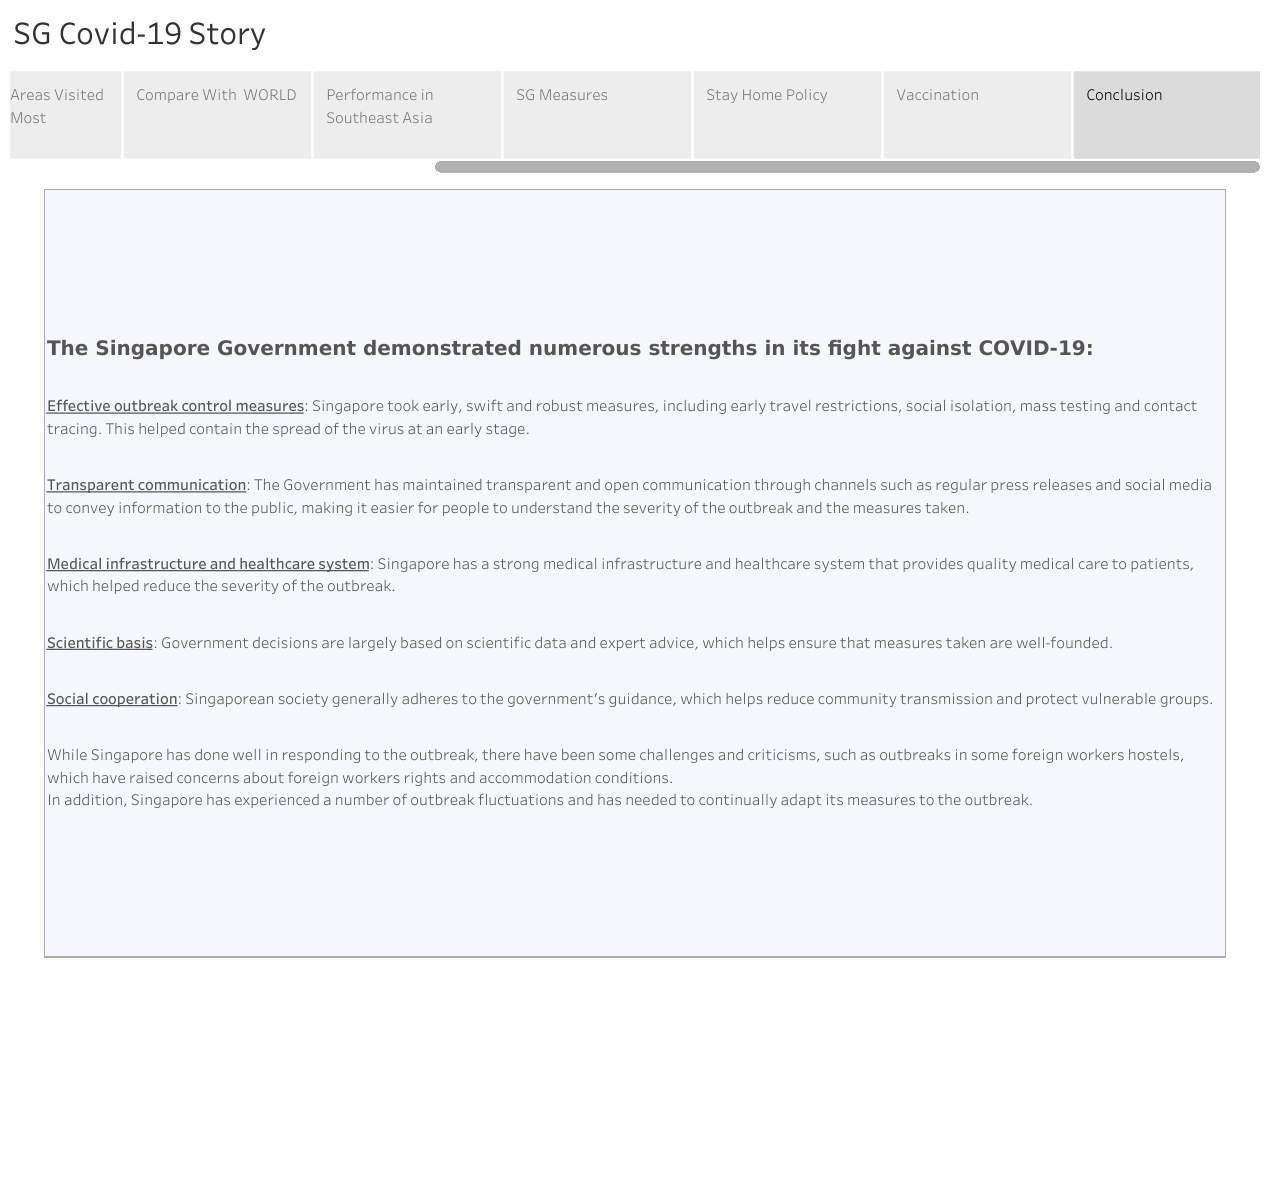 SG Covid-19 Story
Areas Visited
Most
Compare With  WORLD
Performance in
Southeast Asia
SG Measures
Stay Home Policy
Vaccination
Conclusion
The Singapore Government demonstrated numerous strengths in its fight against COVID-19:
Effective outbreak control measures: Singapore took early, swift and robust measures, including early travel restrictions, social isolation, mass testing and contact
tracing. This helped contain the spread of the virus at an early stage.
Transparent communication: The Government has maintained transparent and open communication through channels such as regular press releases and social media
to convey information to the public, making it easier for people to understand the severity of the outbreak and the measures taken.
Medical infrastructure and healthcare system: Singapore has a strong medical infrastructure and healthcare system that provides quality medical care to patients,
which helped reduce the severity of the outbreak.
Scientific basis: Government decisions are largely based on scientific data and expert advice, which helps ensure that measures taken are well-founded.
Social cooperation: Singaporean society generally adheres to the government's guidance, which helps reduce community transmission and protect vulnerable groups.
While Singapore has done well in responding to the outbreak, there have been some challenges and criticisms, such as outbreaks in some foreign workers hostels,
which have raised concerns about foreign workers rights and accommodation conditions.
In addition, Singapore has experienced a number of outbreak fluctuations and has needed to continually adapt its measures to the outbreak.